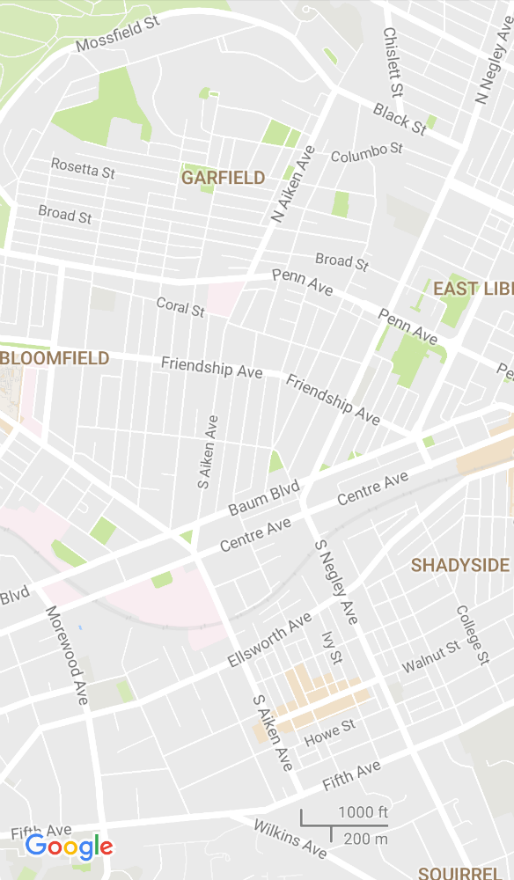 Mossfield St
Chislett St
N Negley Ave
Black St
Columbo St
Rosetta St
GARFIELD
N Aiken Ave
Broad St
Broad St
Penn Ave
EAST LIB
Coral St
Penn Ave
Pe
BLOOMFIELD
Friendship Ave
Friendship Ave
S Aiken Ave
Baum Blvd
Centre Ave
Centre Ave
S Negley Ave
SHADYSIDE
Blvd
Morewood Ave
Ellsworth Ave
Ivy St
College St
Walnut St
S Aiken Ave
Howe St
Fifth Ave
1000 ft
200 m
Fifth Ave
Wilkins Ave
Google
SQUIRREL